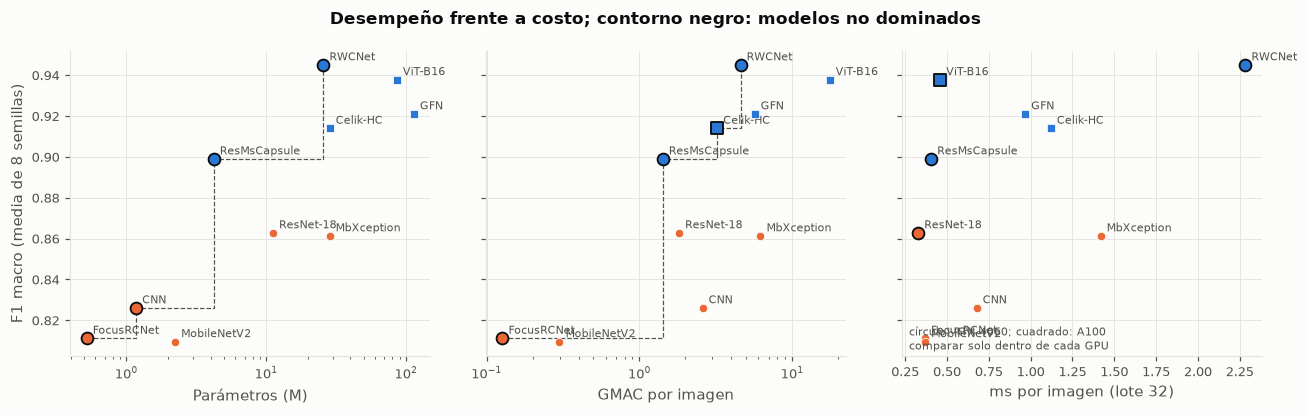 Desempeño frente a costo; contorno negro: modelos no dominados
F1 macro (media de 8 semillas)
0.94
0.92
0.90
0.88
0.86
0.84
0.82
RWCNet
ViT-B16
GFN
Celik-HC
ResMsCapsule
ResNet-18
MbXception
CNN
FocusRCNet
MobileNetV2
10⁰
10¹
10²
Parámetros (M)
RWCNet
ViT-B16
GFN
Celik-HC
ResMsCapsule
ResNet-18
MbXception
CNN
FocusRCNet
MobileNetV2
10⁻¹
10⁰
10¹
GMAC por imagen
RWCNet
ViT-B16
GFN
Celik-HC
ResMsCapsule
ResNet-18
MbXception
CNN
cuadrado: A100
comparar solo dentro de cada GPU
0.25
0.50
0.75
1.00
1.25
1.50
1.75
2.00
2.25
ms por imagen (lote 32)